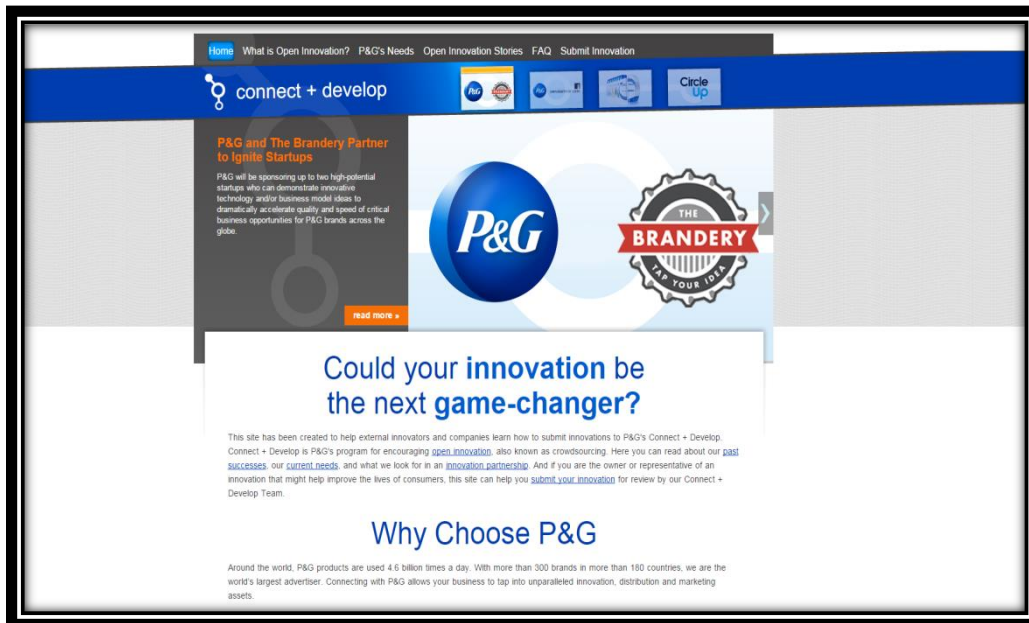 Home What is Open Innovation? P&G's Needs Open Innovation Stories FAQ Submit Innovation
connect + develop
P&G
Circle Up
P&G and The Brandery Partner
to Ignite Startups
P&G will be sponsoring up to two high-potential
startups who can demonstrate innovative
technology and/or business model ideas to
dramatically accelerate quality and speed of critical
business opportunities for P&G brands across the
globe.
read more »
P&G
THE
BRANDERY
TAP YOUR IDEA
Could your innovation be
the next game-changer?
This site has been created to help external innovators and companies learn how to submit innovations to P&G's Connect + Develop.
Connect + Develop is P&G's program for encouraging open innovation, also known as crowdsourcing. Here you can read about our past
successes, our current needs, and what we look for in an innovation partnership. And if you are the owner or representative of an
innovation that might help improve the lives of consumers, this site can help you submit your innovation for review by our Connect +
Develop Team.
Why Choose P&G
Around the world, P&G products are used 4.6 billion times a day. With more than 300 brands in more than 180 countries, we are the
world's largest advertiser. Connecting with P&G allows your business to tap into unparalleled innovation, distribution and marketing
assets.